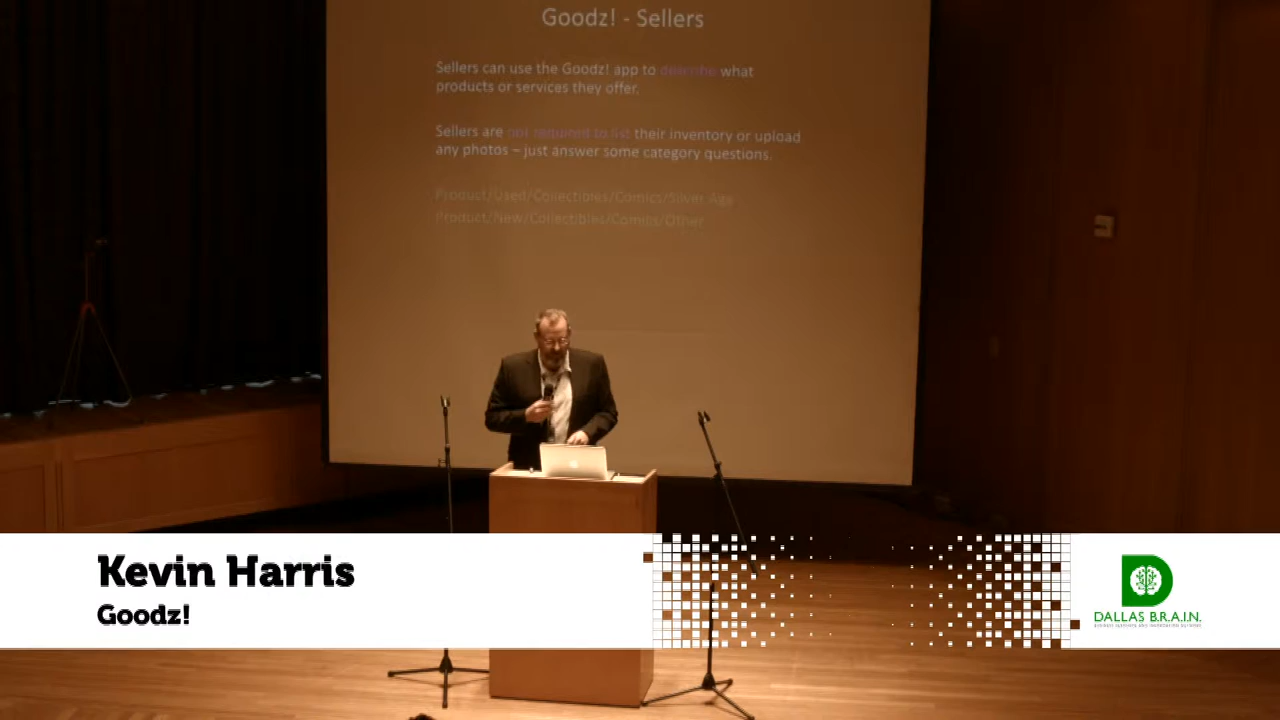 Goodz! - Sellers
Sellers can use the Goodz! app to describe what
products or services they offer.
Sellers are not required to list their inventory or upload
any photos – just answer some category questions.
Product/Used/Collectibles/Comics/Silver Age
Product/New/Collectibles/Comics/Other
Kevin Harris
Goodz!
DALLAS B.R.A.I.N.